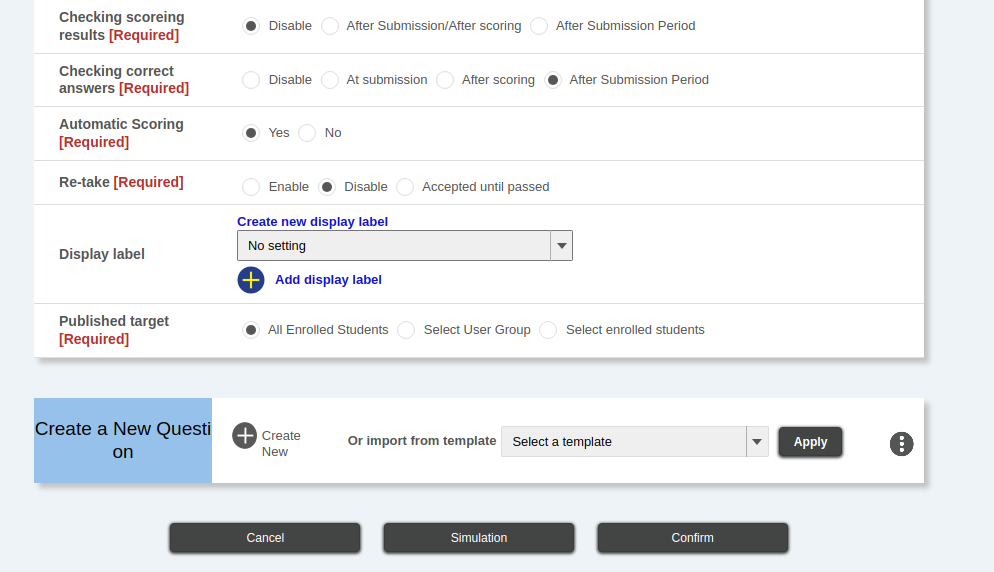 Checking scoreing
results [Required]
Disable After Submission/After scoring After Submission Period
Checking correct
answers [Required]
Disable At submission After scoring After Submission Period
Automatic Scoring
[Required]
Yes No
Re-take [Required]
Enable Disable Accepted until passed
Display label
Create new display label
No setting
Add display label
Published target
[Required]
All Enrolled Students Select User Group Select enrolled students
Create a New Questi
on
Create
New
Or import from template Select a template Apply
Cancel Simulation Confirm